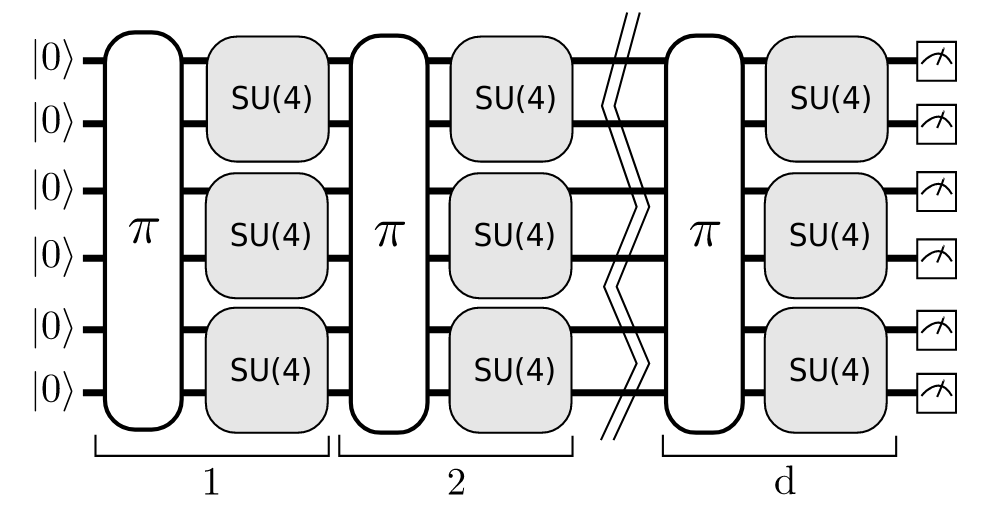 |0⟩
|0⟩
|0⟩
|0⟩
|0⟩
|0⟩
π
SU(4)
SU(4)
SU(4)
π
SU(4)
SU(4)
SU(4)
π
SU(4)
SU(4)
SU(4)
1
2
d